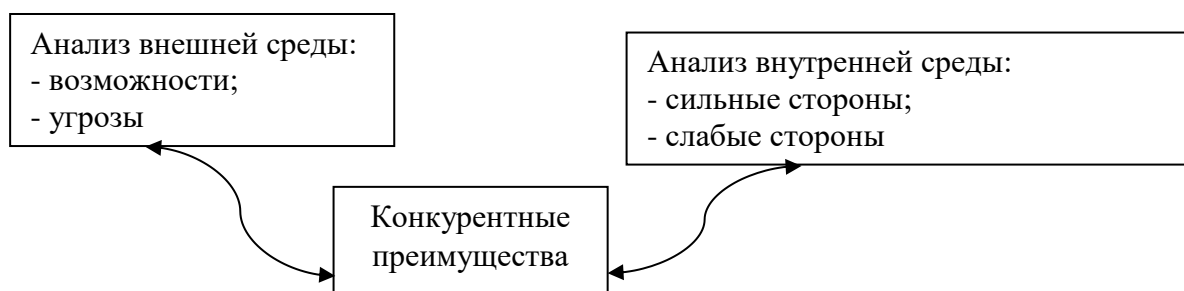 Анализ внешней среды:
- возможности;
- угрозы
Анализ внутренней среды:
- сильные стороны;
- слабые стороны
Конкурентные
преимущества